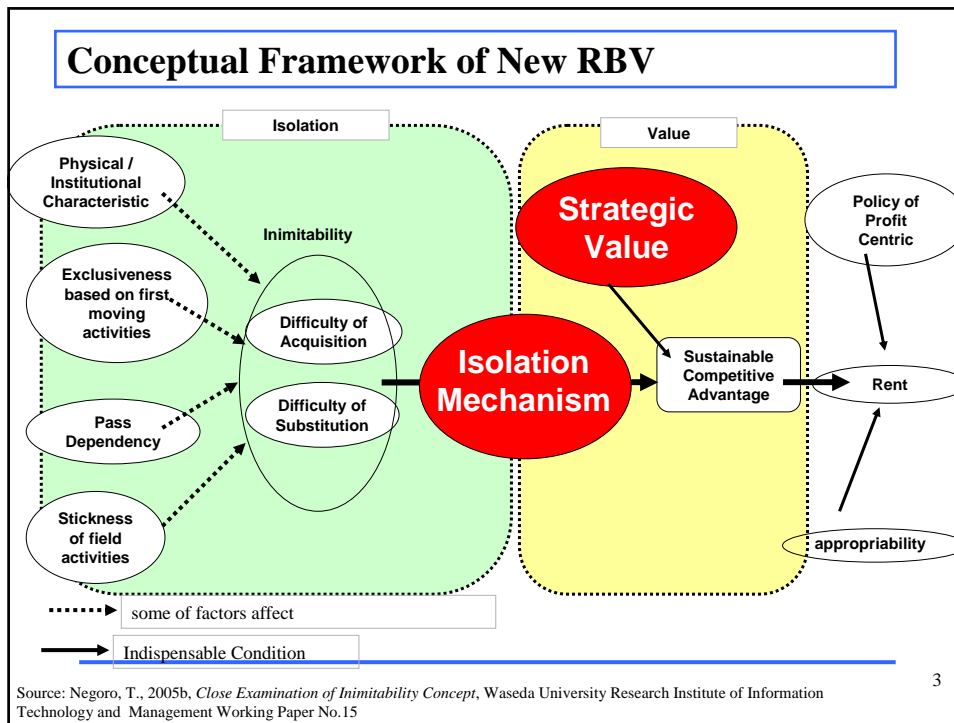 Conceptual Framework of New RBV
Isolation
Value
Physical /
Institutional
Characteristic
Inimitability
Exclusiveness
based on first
moving
activities
Difficulty of
Acquisition
Pass
Dependency
Difficulty of
Substitution
Stickness
of field
activities
Isolation
Mechanism
Strategic
Value
Sustainable
Competitive
Advantage
Policy of
Profit
Centric
Rent
appropriability
some of factors affect
Indispensable Condition
Source: Negoro, T., 2005b, Close Examination of Inimitability Concept, Waseda University Research Institute of Information
Technology and Management Working Paper No.15
3